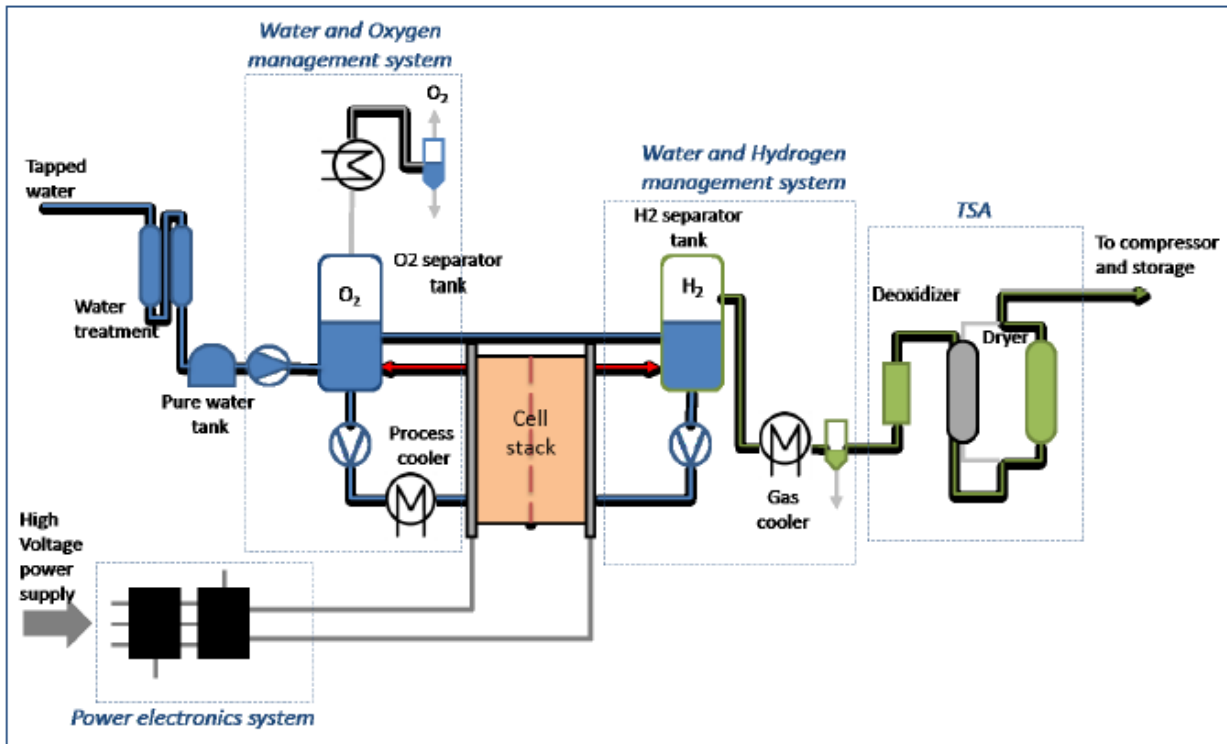 Water and Oxygen
management system
O₂
Tapped
water
Water and Hydrogen
management system
TSA
H2 separator
tank
To compressor
and storage
O2 separator
tank
O₂
H₂
Deoxidizer
Water
treatment
Dryer
Pure water
tank
Process
cooler
Cell
stack
Gas
cooler
High
Voltage
power
supply
Power electronics system